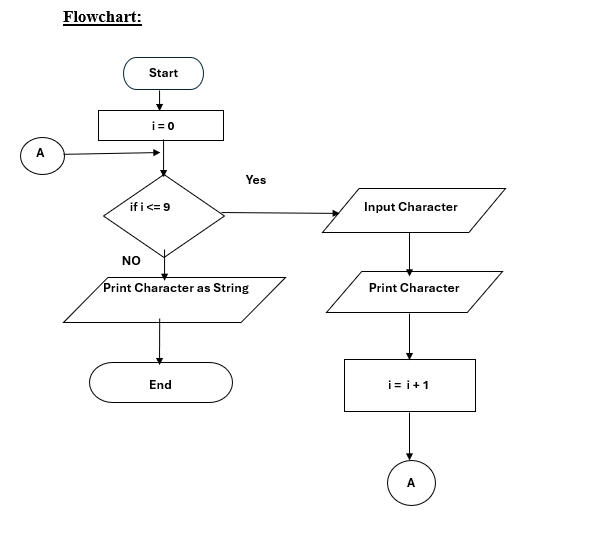 Flowchart:
Start
i = 0
A
Yes
if i <= 9
Input Character
NO
Print Character as String
Print Character
End
i = i + 1
A